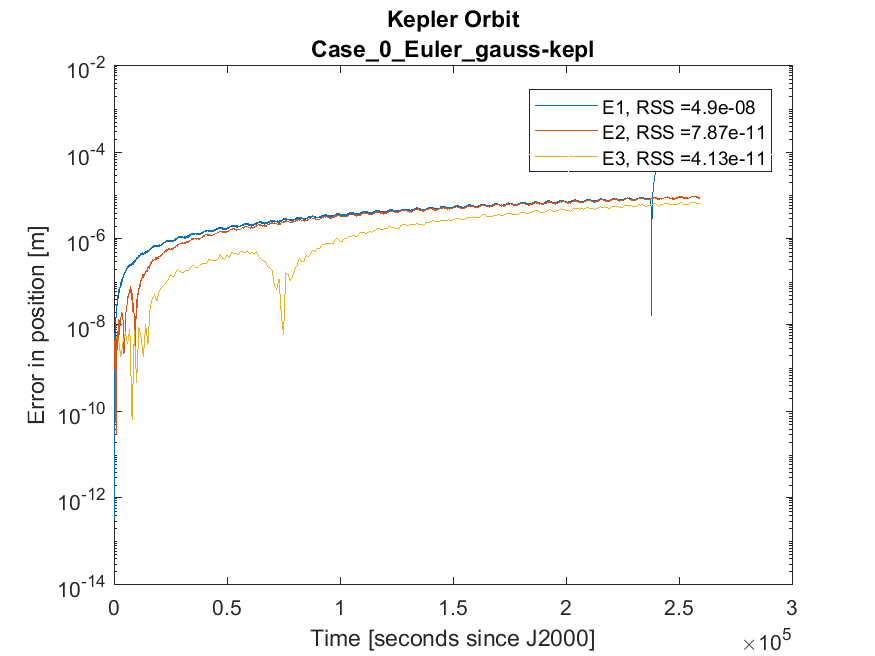 Kepler Orbit
Case_0_Euler_gauss-kepl
E1, RSS =4.9e-08
E2, RSS =7.87e-11
E3, RSS =4.13e-11
Error in position [m]
10^-2
10^-4
10^-6
10^-8
10^-10
10^-12
10^-14
0 0.5 1 1.5 2 2.5 3
×10^5
Time [seconds since J2000]